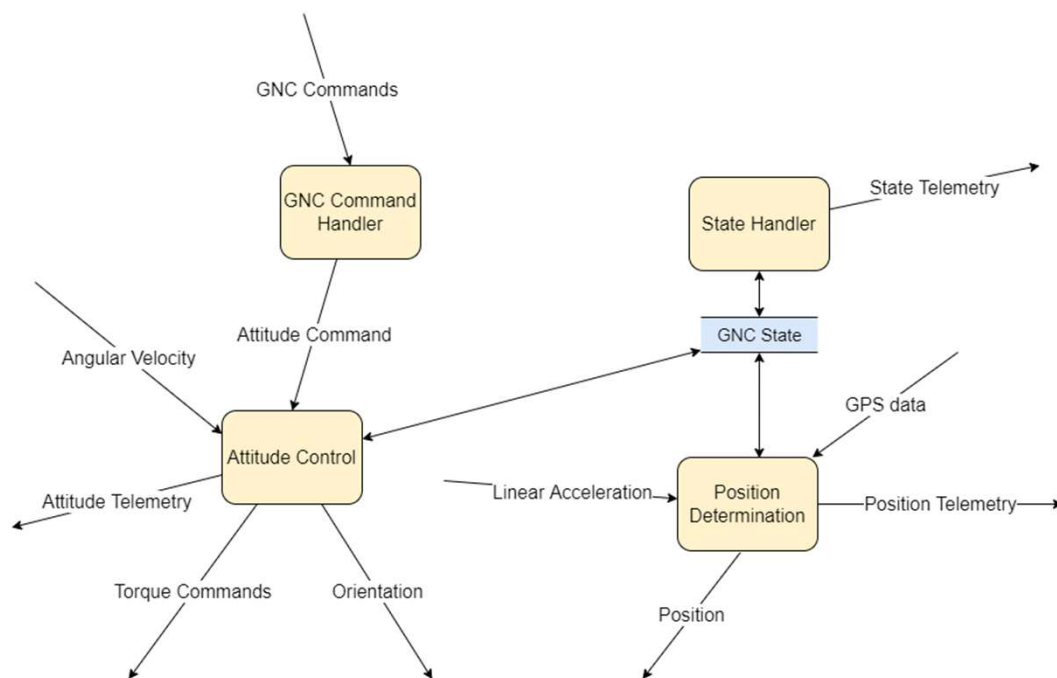 GNC Commands
GNC Command
Handler
State Telemetry
State Handler
Attitude Command
GNC State
Angular Velocity
GPS data
Attitude Control
Attitude Telemetry
Linear Acceleration
Position
Determination
Position Telemetry
Torque Commands
Orientation
Position